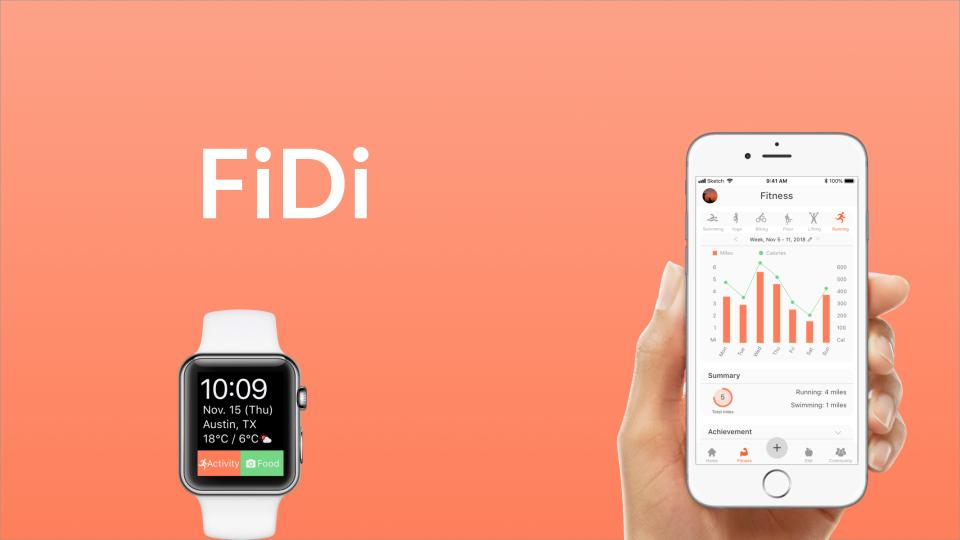 FiDi
10:09
Nov. 15 (Thu)
Austin, TX
18°C / 6°C
Activity Food
Sketch 9:41 AM 100%
Fitness
Swimming Yoga Biking Floor Lifting Running
< Week, Nov 5 - 11, 2018 >
Miles Calories
6 600
5 500
4 400
3 300
2 200
1 100
Mi Cal
Mon Tue Wed Thu Fri Sat Sun
Summary
5
Total miles
Running: 4 miles
Swimming: 1 miles
Achievement
+
Home Fitness Diet Community